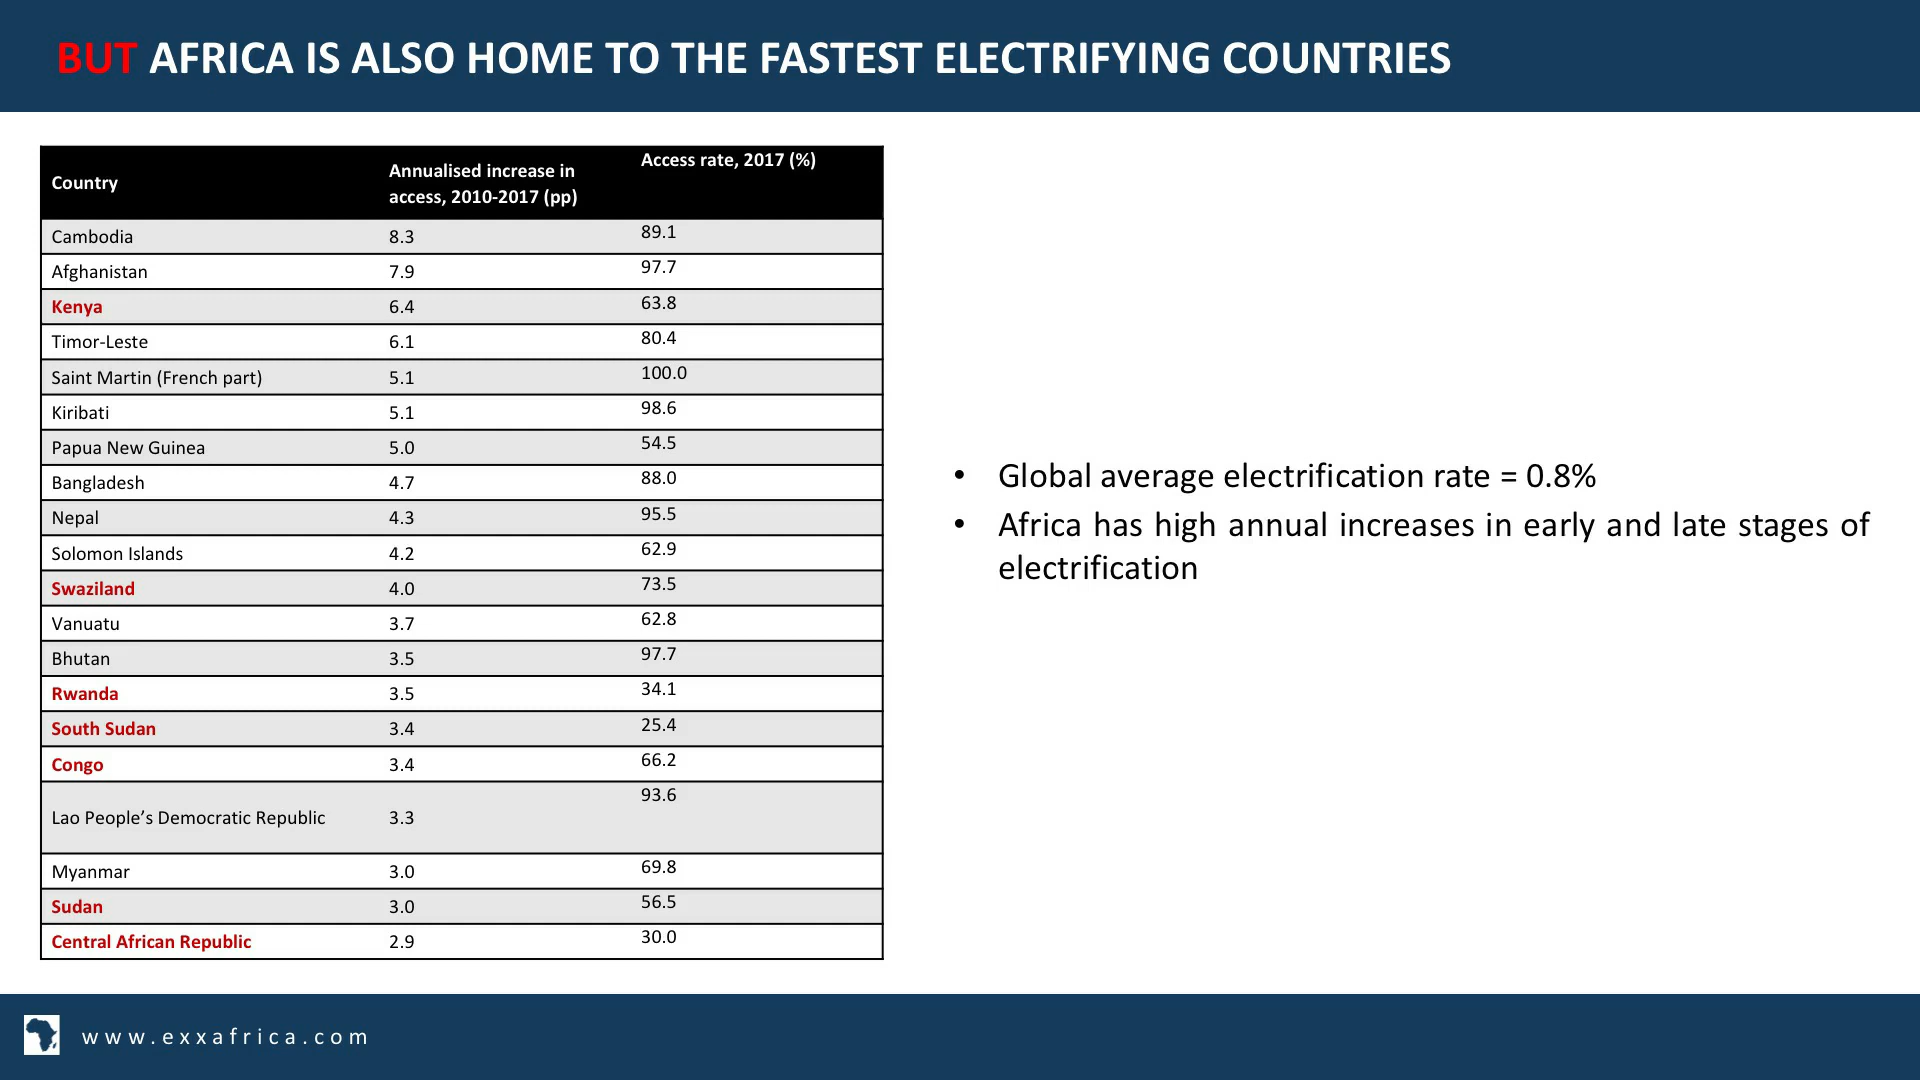 BUT AFRICA IS ALSO HOME TO THE FASTEST ELECTRIFYING COUNTRIES
Country Annualised increase in access, 2010-2017 (pp) Access rate, 2017 (%)
Cambodia 8.3 89.1
Afghanistan 7.9 97.7
Kenya 6.4 63.8
Timor-Leste 6.1 80.4
Saint Martin (French part) 5.1 100.0
Kiribati 5.1 98.6
Papua New Guinea 5.0 54.5
Bangladesh 4.7 88.0
Nepal 4.3 95.5
Solomon Islands 4.2 62.9
Swaziland 4.0 73.5
Vanuatu 3.7 62.8
Bhutan 3.5 97.7
Rwanda 3.5 34.1
South Sudan 3.4 25.4
Congo 3.4 66.2
Lao People’s Democratic Republic 3.3 93.6
Myanmar 3.0 69.8
Sudan 3.0 56.5
Central African Republic 2.9 30.0
• Global average electrification rate = 0.8%
• Africa has high annual increases in early and late stages of
electrification
www.exxafrica.com